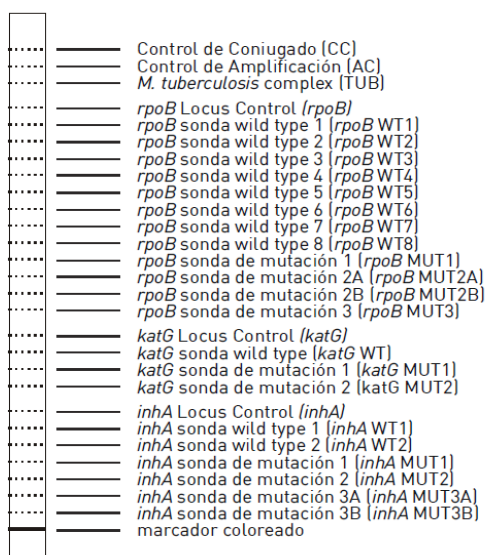 Control de Coniugado (CC)
Control de Amplificación (AC)
M. tuberculosis complex (TUB)
rpoB Locus Control (rpoB)
rpoB sonda wild type 1 (rpoB WT1)
rpoB sonda wild type 2 (rpoB WT2)
rpoB sonda wild type 3 (rpoB WT3)
rpoB sonda wild type 4 (rpoB WT4)
rpoB sonda wild type 5 (rpoB WT5)
rpoB sonda wild type 6 (rpoB WT6)
rpoB sonda wild type 7 (rpoB WT7)
rpoB sonda wild type 8 (rpoB WT8)
rpoB sonda de mutación 1 (rpoB MUT1)
rpoB sonda de mutación 2A (rpoB MUT2A)
rpoB sonda de mutación 2B (rpoB MUT2B)
rpoB sonda de mutación 3 (rpoB MUT3)
katG Locus Control (katG)
katG sonda wild type (katG WT)
katG sonda de mutación 1 (katG MUT1)
katG sonda de mutación 2 (katG MUT2)
inhA Locus Control (inhA)
inhA sonda wild type 1 (inhA WT1)
inhA sonda wild type 2 (inhA WT2)
inhA sonda de mutación 1 (inhA MUT1)
inhA sonda de mutación 2 (inhA MUT2)
inhA sonda de mutación 3A (inhA MUT3A)
inhA sonda de mutación 3B (inhA MUT3B)
marcador coloreado